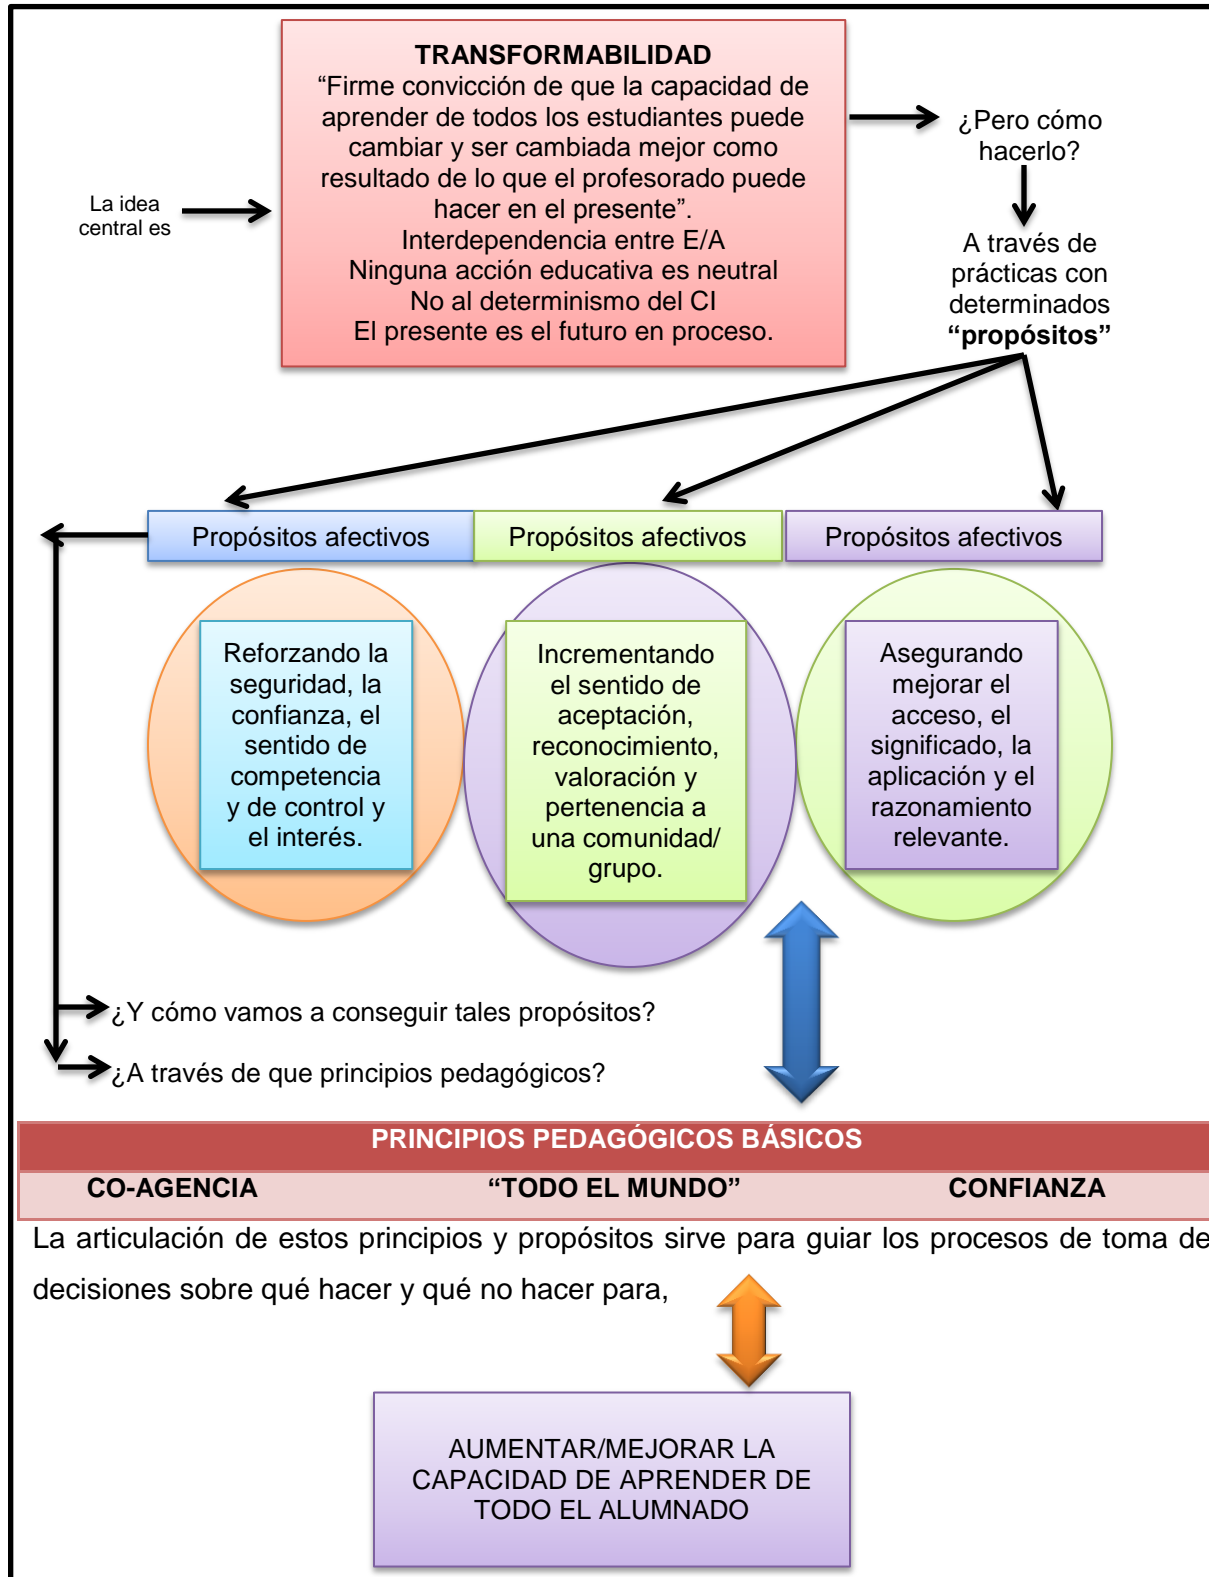 TRANSFORMABILIDAD
“Firme convicción de que la capacidad de
aprender de todos los estudiantes puede
cambiar y ser cambiada mejor como
resultado de lo que el profesorado puede
hacer en el presente”.
Interdependencia entre E/A
Ninguna acción educativa es neutral
No al determinismo del CI
El presente es el futuro en proceso.
La idea
central es
¿Pero cómo
hacerlo?
A través de
prácticas con
determinados
“propósitos”
Propósitos afectivos
Propósitos afectivos
Propósitos afectivos
Reforzando la
seguridad, la
confianza, el
sentido de
competencia
y de control y
el interés.
Incrementando
el sentido de
aceptación,
reconocimiento,
valoración y
pertenencia a
una comunidad/
grupo.
Asegurando
mejorar el
acceso, el
significado, la
aplicación y el
razonamiento
relevante.
¿Y cómo vamos a conseguir tales propósitos?
¿A través de que principios pedagógicos?
PRINCIPIOS PEDAGÓGICOS BÁSICOS
CO-AGENCIA “TODO EL MUNDO” CONFIANZA
La articulación de estos principios y propósitos sirve para guiar los procesos de toma de
decisiones sobre qué hacer y qué no hacer para,
AUMENTAR/MEJORAR LA
CAPACIDAD DE APRENDER DE
TODO EL ALUMNADO